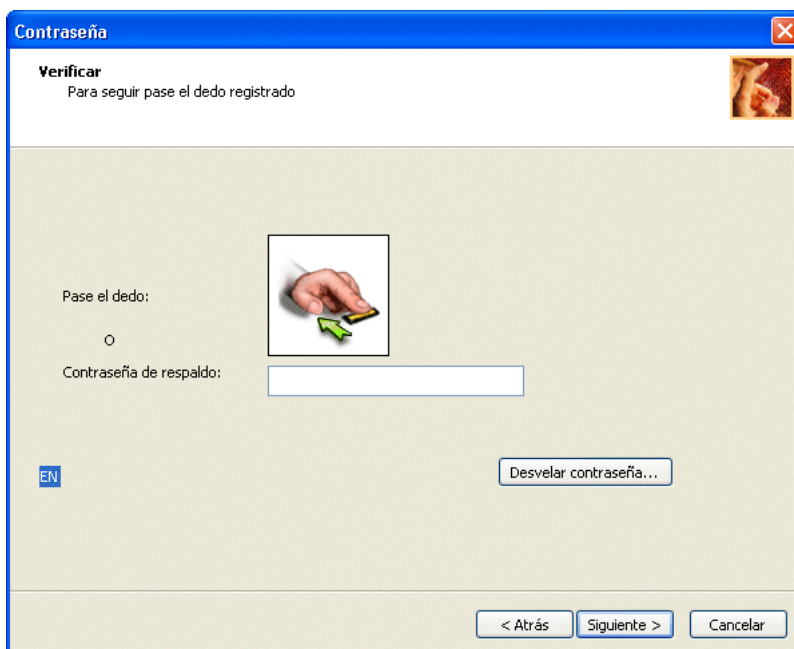 Contraseña
Verificar
Para seguir pase el dedo registrado
Pase el dedo:
O
Contraseña de respaldo:
EN
Desvelar contraseña...
< Atrás
Siguiente >
Cancelar